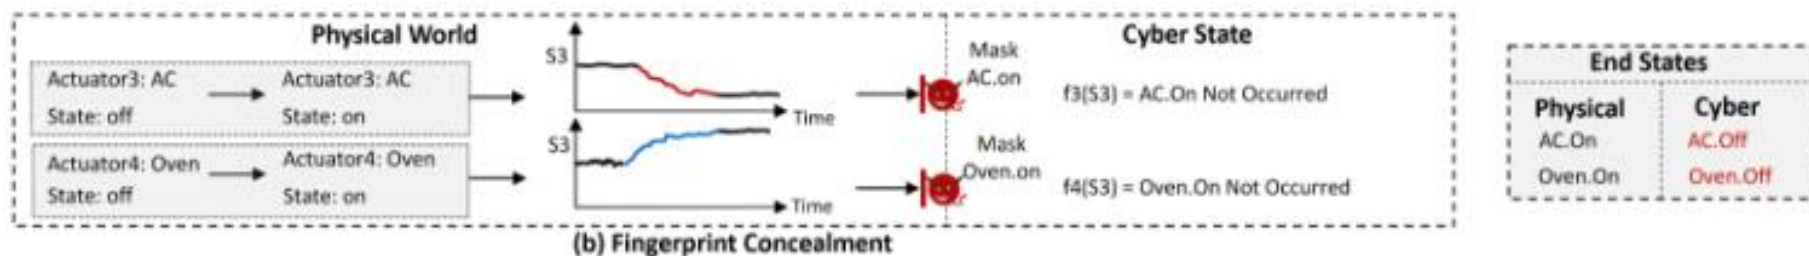 Physical World
Cyber State
Actuator3: AC
State: off
Actuator3: AC
State: on
S3
Time
Mask
AC.on
f3(S3) = AC.On Not Occurred
Actuator4: Oven
State: off
Actuator4: Oven
State: on
S3
Time
Mask
Oven.on
f4(S3) = Oven.On Not Occurred
End States
Physical Cyber
AC.On AC.Off
Oven.On Oven.Off
(b) Fingerprint Concealment